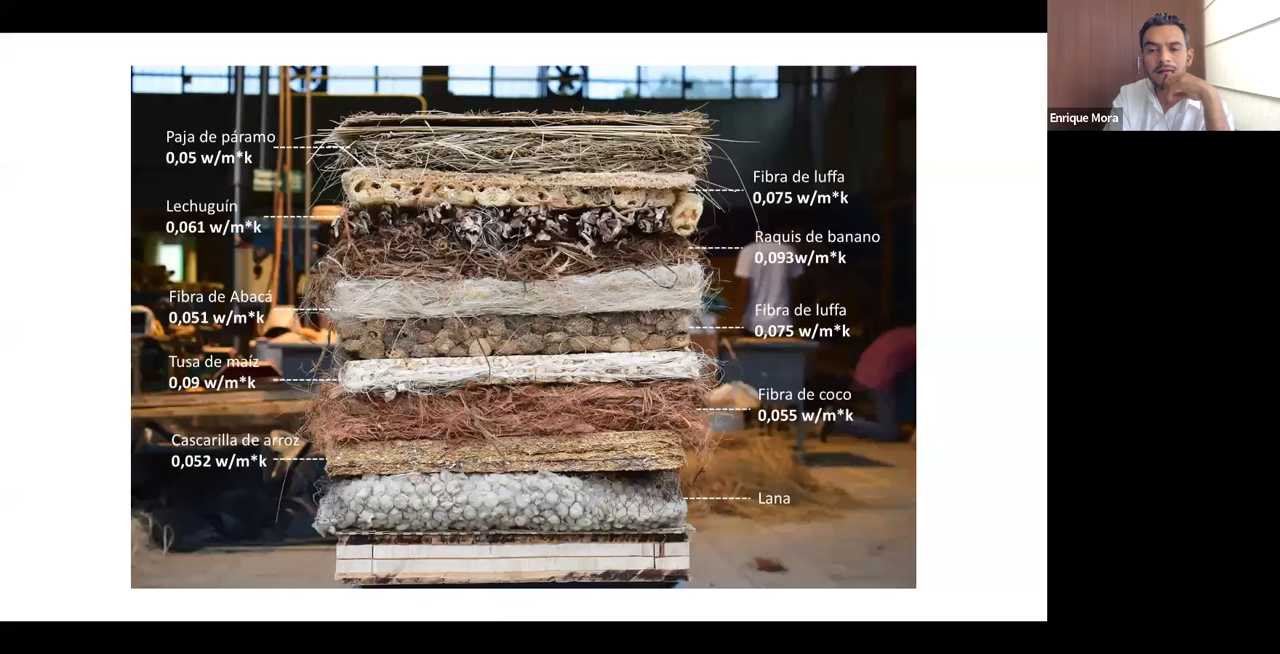 Paja de páramo
0,05 w/m*k
Lechuguín
0,061 w/m*k
Fibra de Abacá
0,051 w/m*k
Tusa de maíz
0,09 w/m*k
Cascarilla de arroz
0,052 w/m*k
Fibra de luffa
0,075 w/m*k
Raquis de banano
0,093w/m*k
Fibra de luffa
0,075 w/m*k
Fibra de coco
0,055 w/m*k
Lana
Enrique Mora